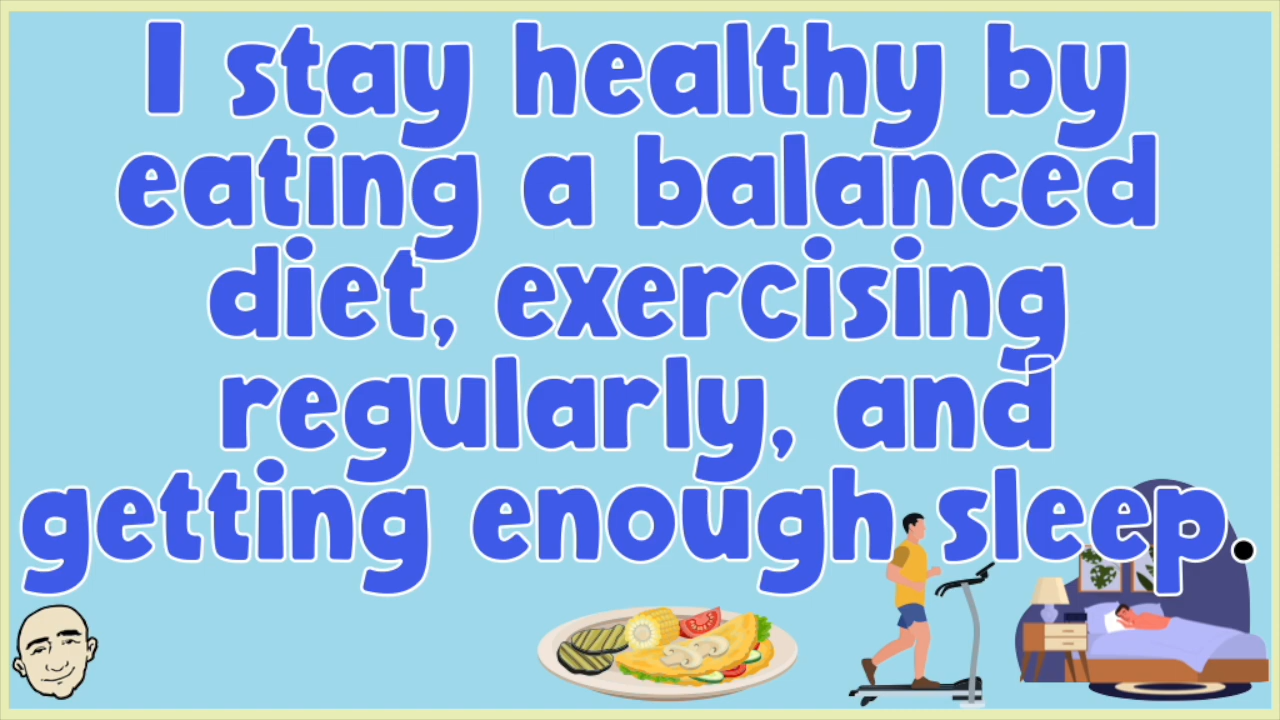 I stay healthy by
eating a balanced
diet, exercising
regularly, and
getting enough sleep.